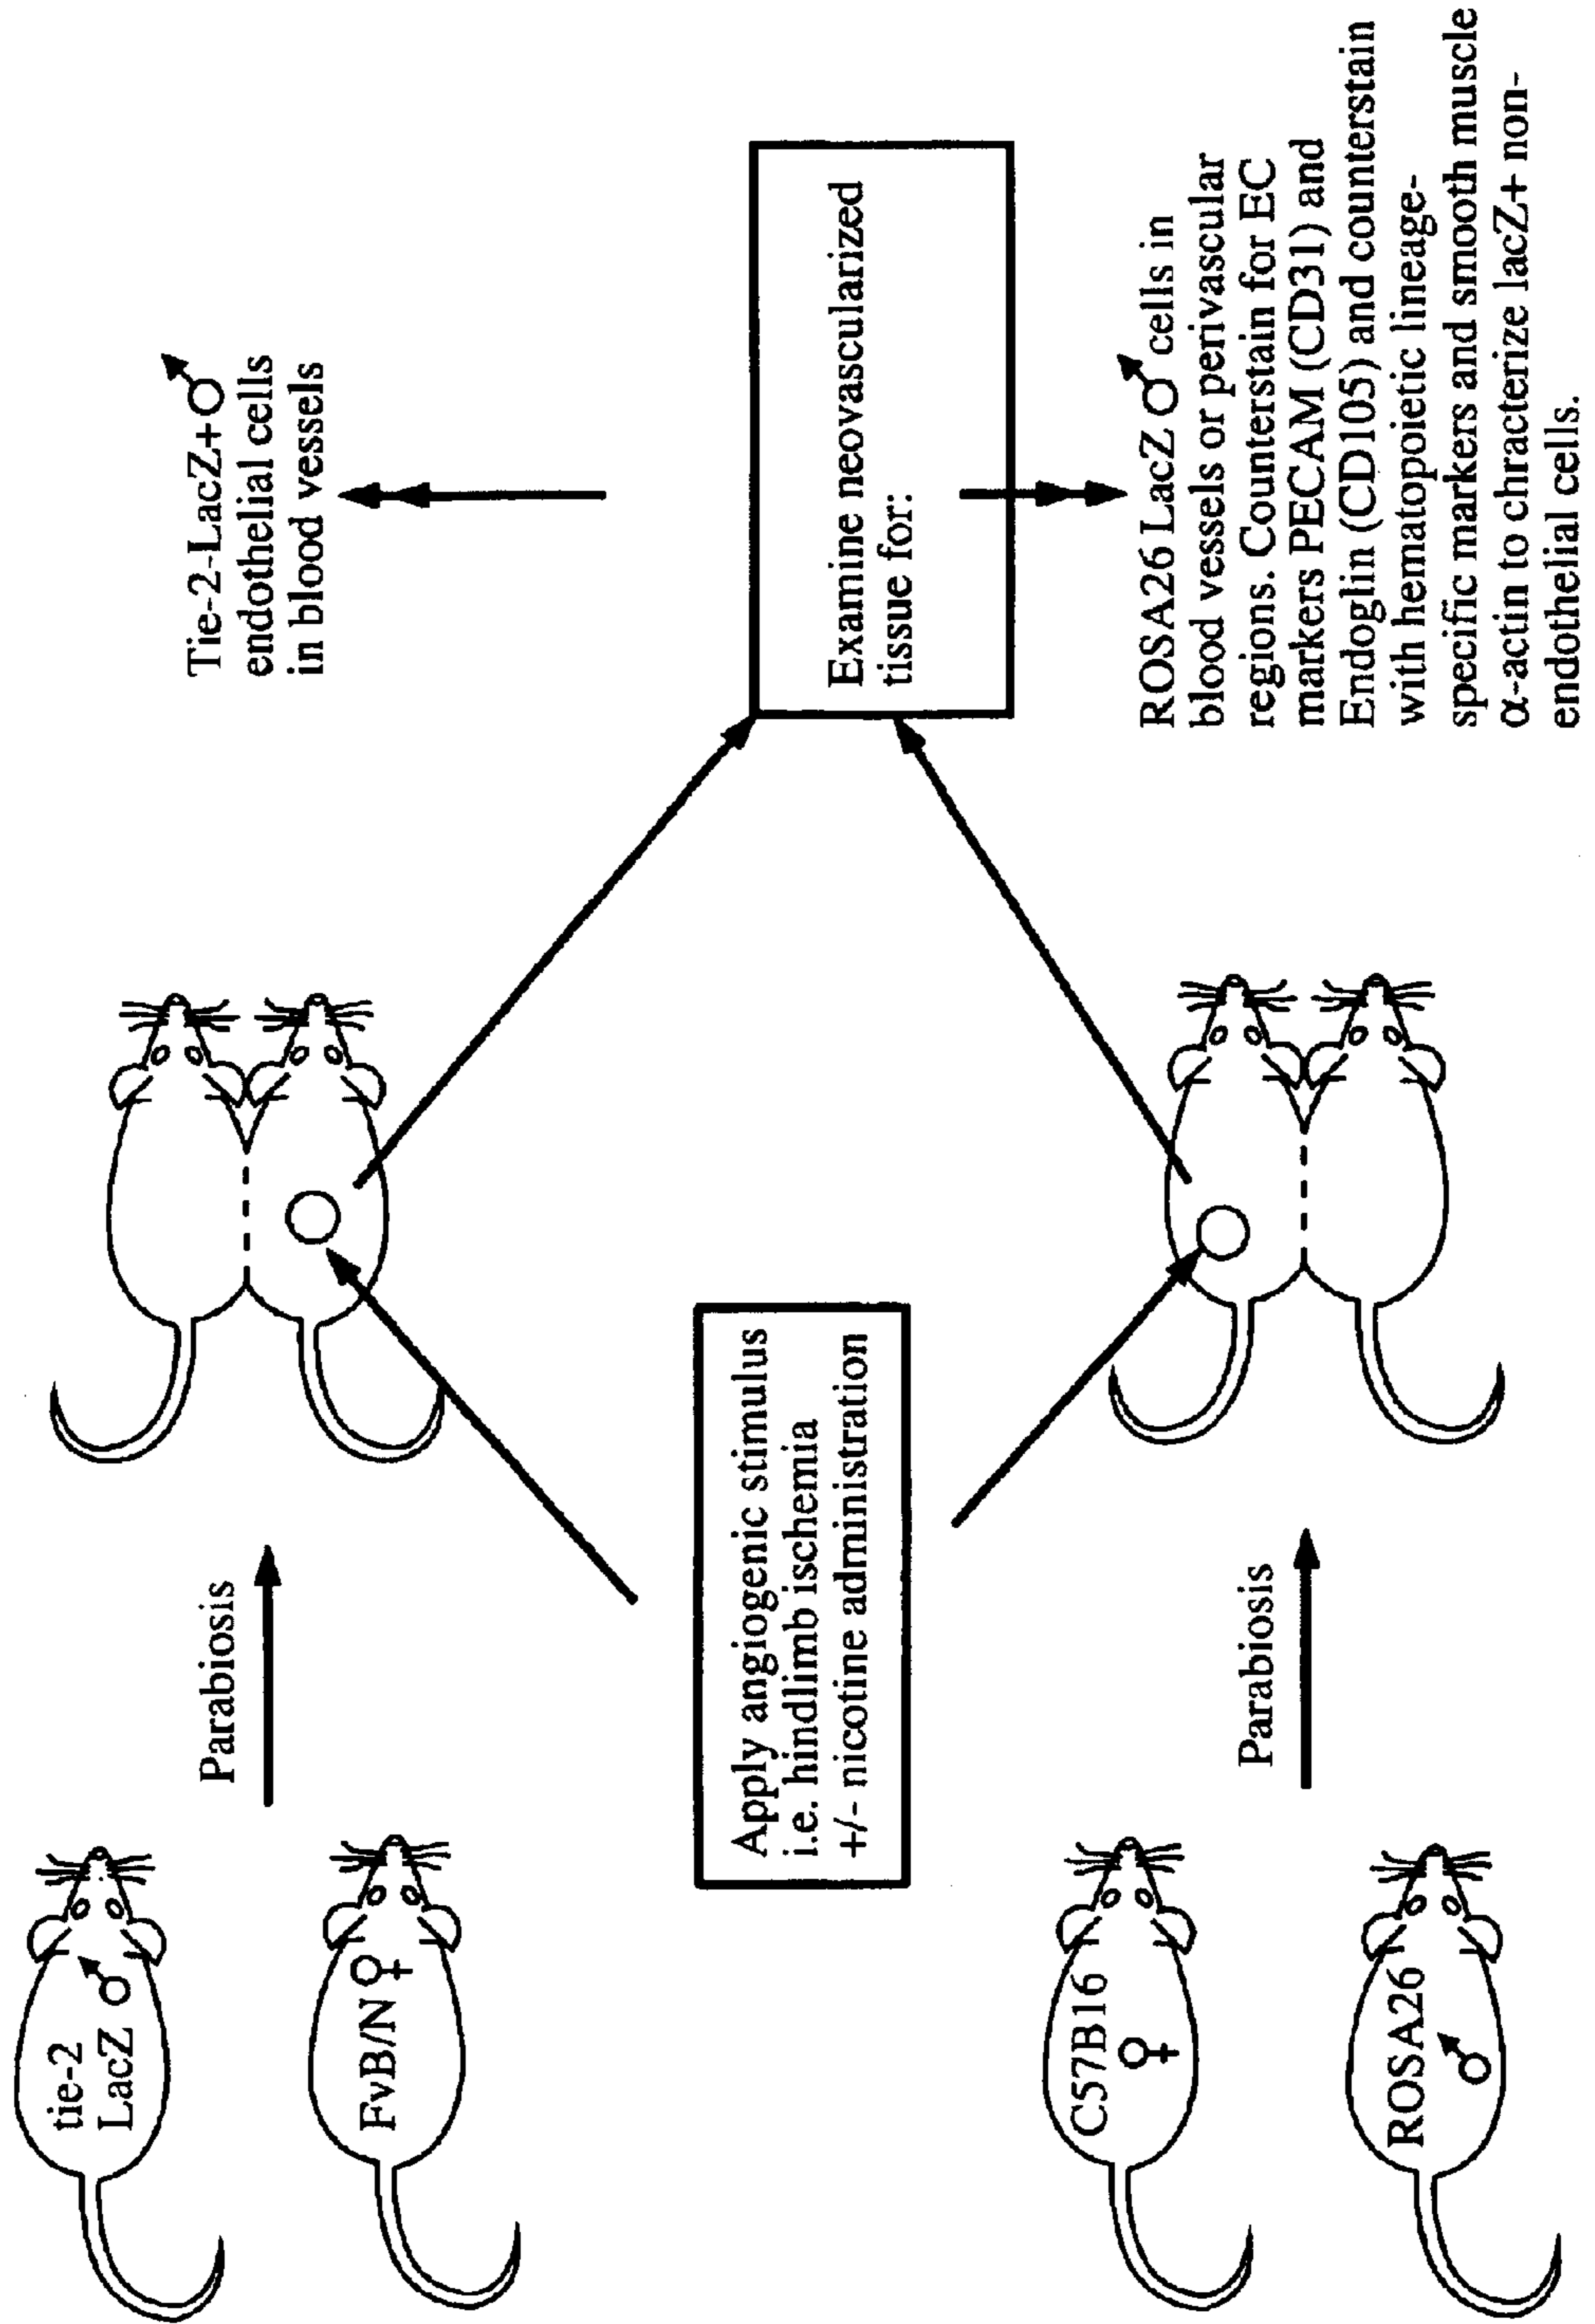 tie-2
LacZ ♂
FvB/N ♀
Parabiosis
Apply angiogenic stimulus
i.e. hindlimb ischemia
+/- nicotine administration
C57B16
♀
ROSA26
♂
Parabiosis
Tie-2-LacZ+♂
endothelial cells
in blood vessels
Examine neovascularized
tissue for:
ROSA26 LacZ ♂ cells in
blood vessels or perivascular
regions. Counterstain for EC
markers PECAM (CD31) and
Endoglin (CD105) and counterstain
with hematopoietic lineage-
specific markers and smooth muscle
α-actin to chracterize lacZ+ non-
endothelial cells.